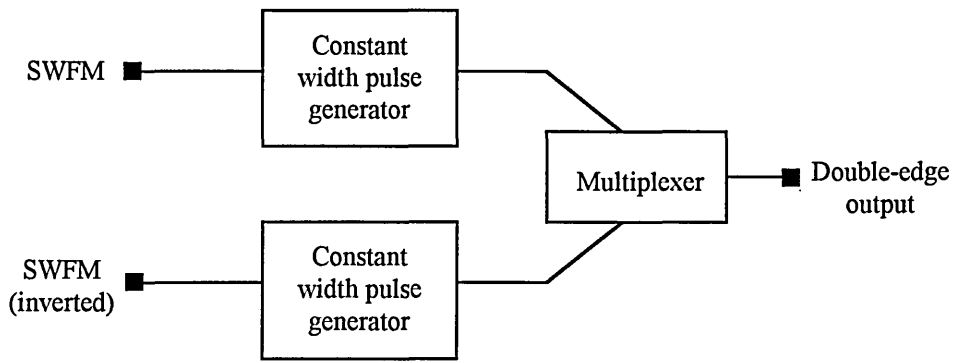 SWFM
Constant
width pulse
generator
Multiplexer
Double-edge
output
SWFM
(inverted)
Constant
width pulse
generator